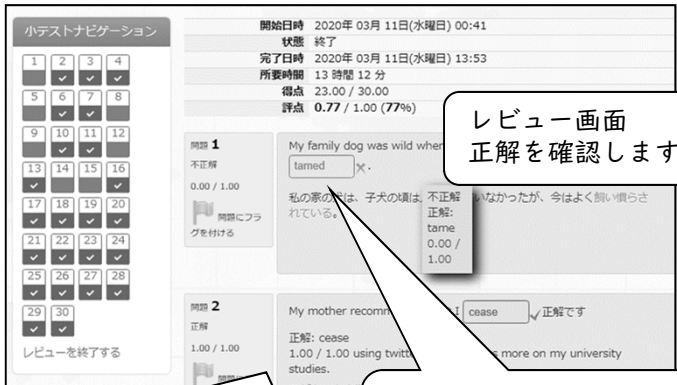 小テストナビゲーション
1 2 3 4
5 6 7 8
9 10 11 12
13 14 15 16
17 18 19 20
21 22 23 24
25 26 27 28
29 30
レビューを終了する
開始日時 2020年 03月 11日(水曜日) 00:41
状態 終了
完了日時 2020年 03月 11日(水曜日) 13:53
所要時間 13 時間 12 分
得点 23.00 / 30.00
評点 0.77 / 1.00 (77%)
レビュー画面
正解を確認します
問題 1
不正解
0.00 / 1.00
問題にフラ
グを付ける
My family dog was wild when
tamed .
私の家の犬は、子犬の頃は いなかったが、今はよく飼い慣らさ
れている。
不正解
正解:
tame
0.00 /
1.00
問題 2
正解
1.00 / 1.00
My mother recomm I cease 正解です
正解: cease
1.00 / 1.00 using twitt s more on my university
studies.